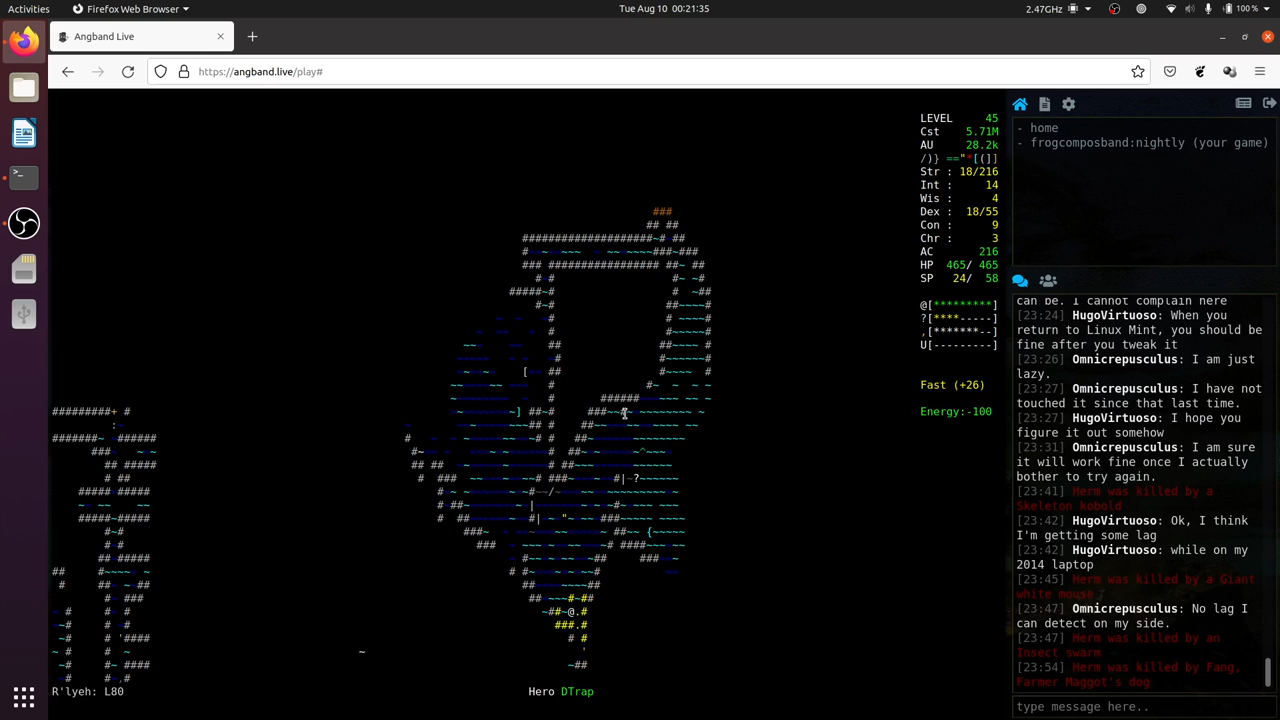 Activities
Firefox Web Browser
Tue Aug 10 00:21:35
2.47GHz
100 %
Angband Live
https://angband.live/play#
LEVEL 45
Cst 5.71M
AU 28.2k
/)} =="*[(]]
Str : 18/216
Int : 14
Wis : 4
Dex : 18/55
Con : 9
Chr : 3
AC 216
HP 465/ 465
SP 24/ 58
@[*********]
?[****-----]
,[*******--]
U[---------]
Fast (+26)
Energy:-100
R'lyeh: L80
Hero DTrap
- home
- frogcomposband:nightly (your game)
can be. I cannot complain here
[23:24] HugoVirtuoso: When you
return to Linux Mint, you should be
fine after you tweak it
[23:26] Omnicrepusculus: I am just
lazy.
[23:27] Omnicrepusculus: I have not
touched it since that last time.
[23:27] HugoVirtuoso: I hope you
figure it out somehow
[23:31] Omnicrepusculus: I am sure
it will work fine once I actually
bother to try again.
[23:41] Herm was killed by a
Skeleton kobold
[23:42] HugoVirtuoso: Ok, I think
I'm getting some lag
[23:42] HugoVirtuoso: while on my
2014 laptop
[23:45] Herm was killed by a Giant
white mouse
[23:47] Omnicrepusculus: No lag I
can detect on my side.
[23:47] Herm was killed by an
Insect swarm
[23:54] Herm was killed by Fang,
Farmer Maggot's dog
type message here..